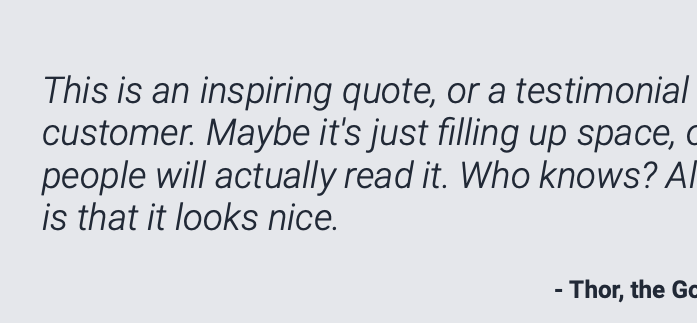 This is an inspiring quote, or a testimonial
customer. Maybe it's just filling up space,
people will actually read it. Who knows?
is that it looks nice.
- Thor, the